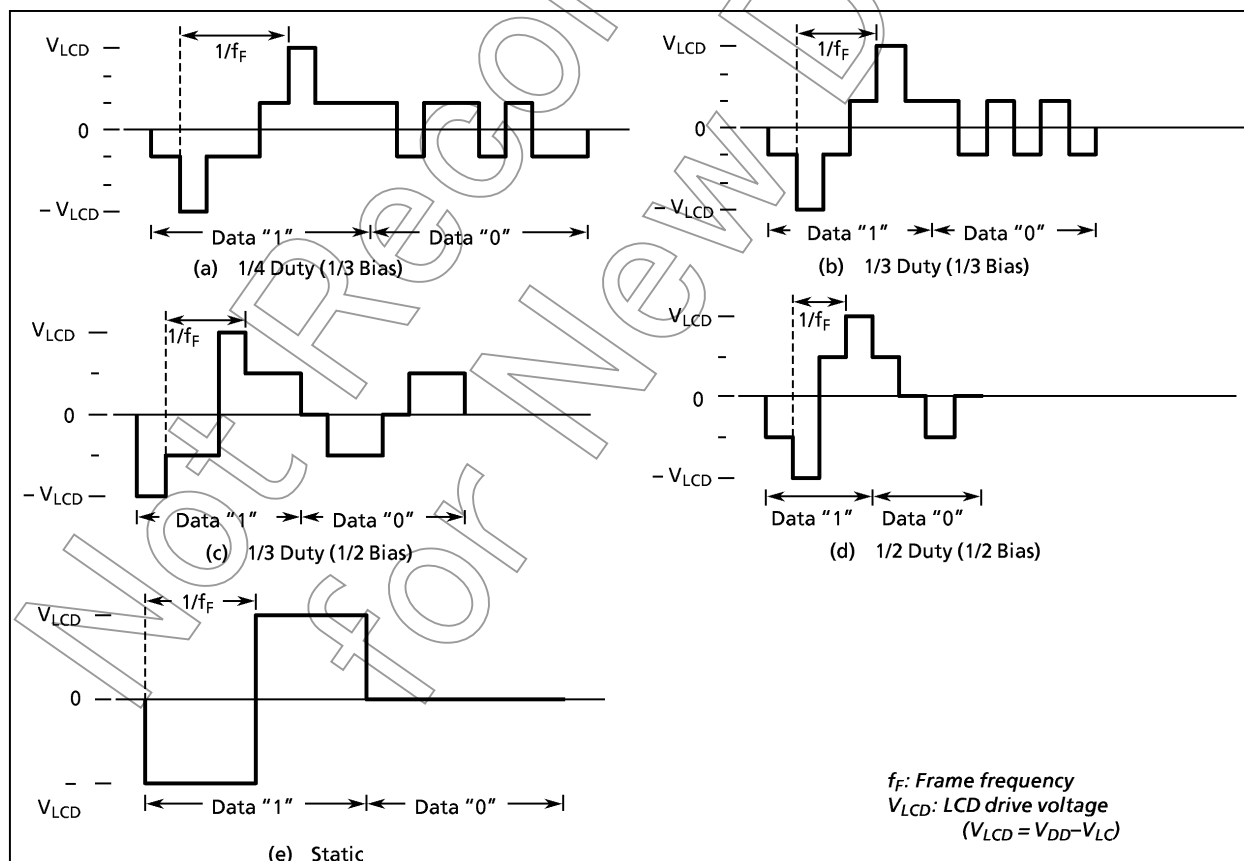 VLCD
1/fF
0
– VLCD
Data “1”
Data “0”
(a) 1/4 Duty (1/3 Bias)
VLCD
1/fF
0
– VLCD
Data “1”
Data “0”
(b) 1/3 Duty (1/3 Bias)
VLCD
1/fF
0
– VLCD
Data “1”
Data “0”
(c) 1/3 Duty (1/2 Bias)
VLCD
1/fF
0
– VLCD
Data “1”
Data “0”
(d) 1/2 Duty (1/2 Bias)
VLCD
1/fF
0
–
VLCD
Data “1”
Data “0”
(e) Static
fF: Frame frequency
VLCD: LCD drive voltage
(VLCD = VDD–VLC)
Not
for New D